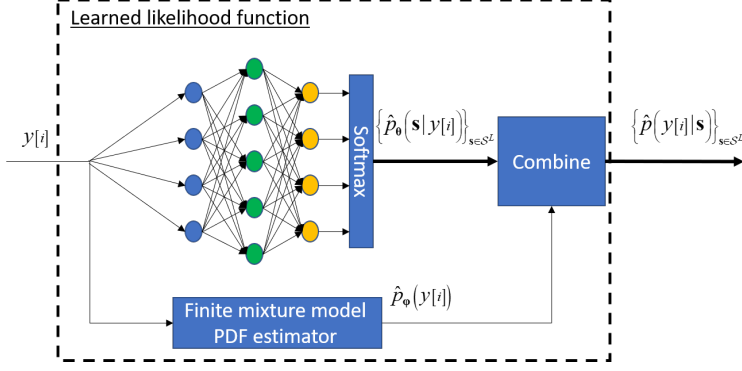 Learned likelihood function
y[i]
Softmax
{p̂_θ(s|y[i])}_{s∈𝒮^L}
Combine
{p̂(y[i]|s)}_{s∈𝒮^L}
Finite mixture model
PDF estimator
p̂_φ(y[i])